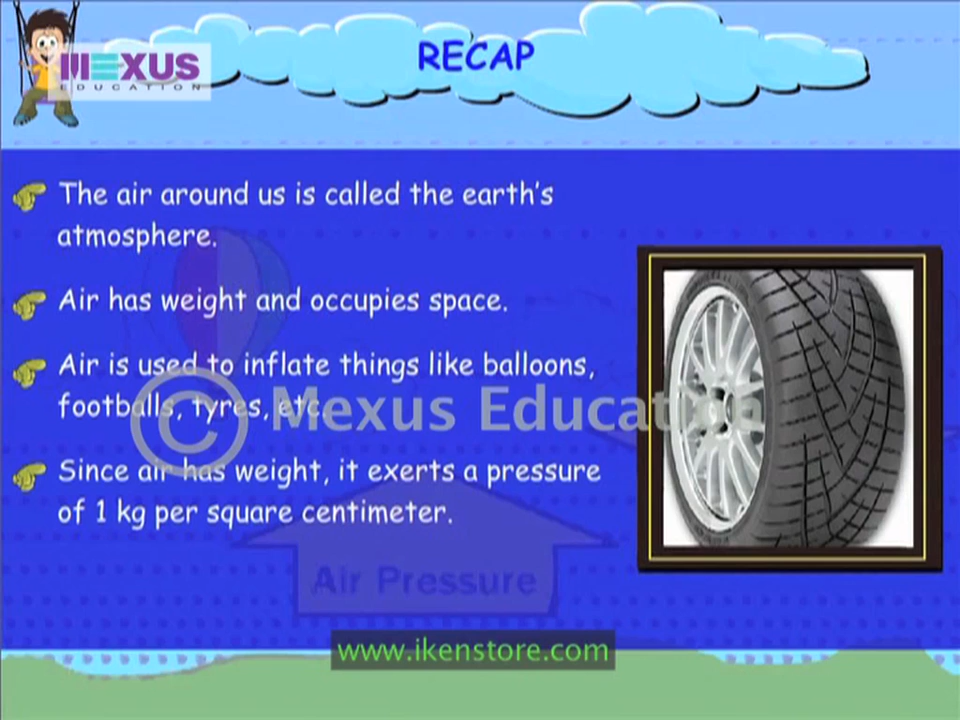 RECAP
MEXUS
EDUCATION
The air around us is called the earth's
atmosphere.
Air has weight and occupies space.
Air is used to inflate things like balloons,
footballs, tyres, etc.
© Mexus Education
Since air has weight, it exerts a pressure
of 1 kg per square centimeter.
Air Pressure
www.ikenstore.com